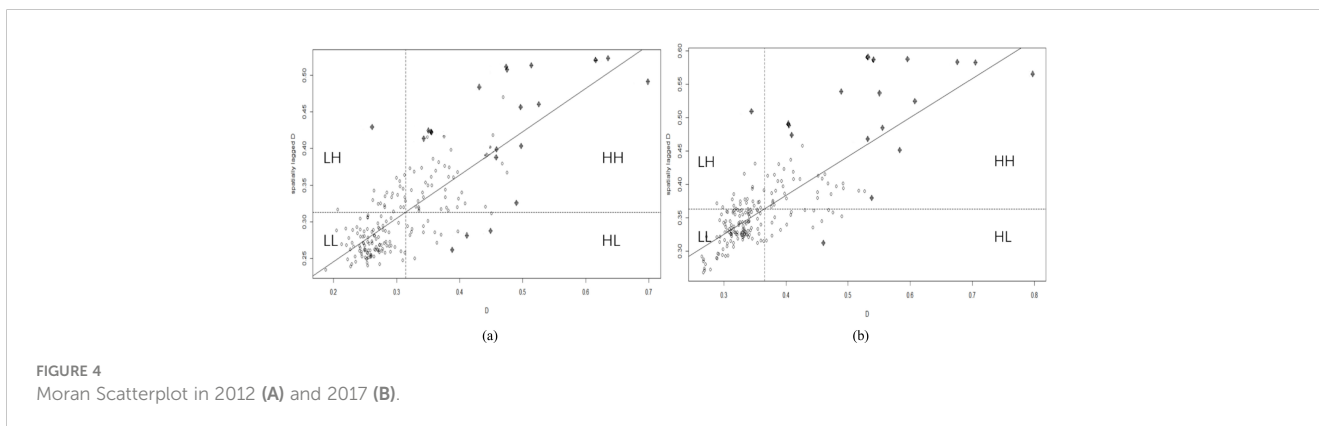 spatially lagged D
0.50
0.45
0.40
0.35
0.30
0.25
LH
HH
LL
HL
0.2
0.3
0.4
0.5
0.6
0.7
D
(a)
spatially lagged D
0.60
0.55
0.50
0.45
0.40
0.35
0.30
LH
HH
LL
HL
0.3
0.4
0.5
0.6
0.7
0.8
D
(b)
FIGURE 4
Moran Scatterplot in 2012 (A) and 2017 (B).